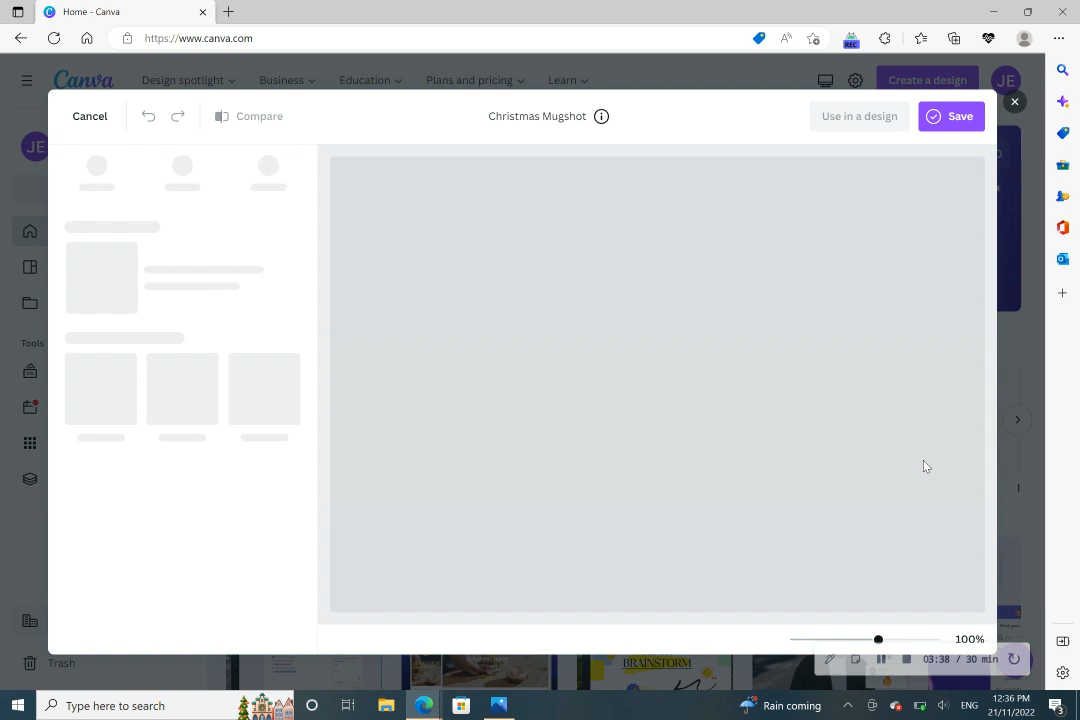 Home - Canva
https://www.canva.com
REC
Canva
Design spotlight
Business
Education
Plans and pricing
Learn
Create a design
JE
Cancel
Compare
Christmas Mugshot
Use in a design
Save
JE
Tools
100%
03:38 / 30 min
Trash
BRAINSTORM
Type here to search
Rain coming
ENG
12:36 PM
21/11/2022
3